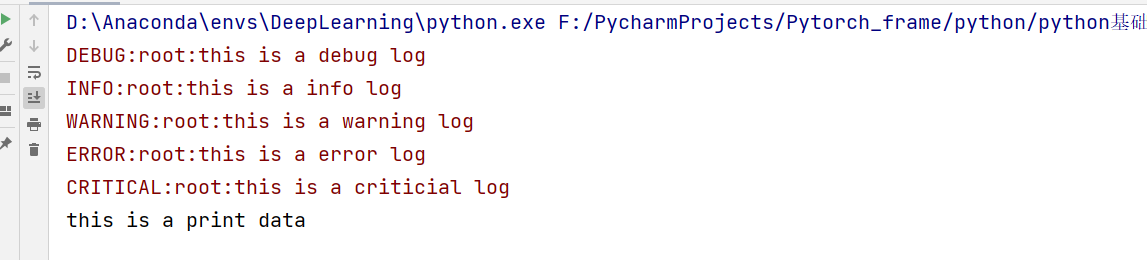 D:\Anaconda\envs\DeepLearning\python.exe F:/PycharmProjects/Pytorch_frame/python/python基础
DEBUG:root:this is a debug log
INFO:root:this is a info log
WARNING:root:this is a warning log
ERROR:root:this is a error log
CRITICAL:root:this is a criticial log
this is a print data